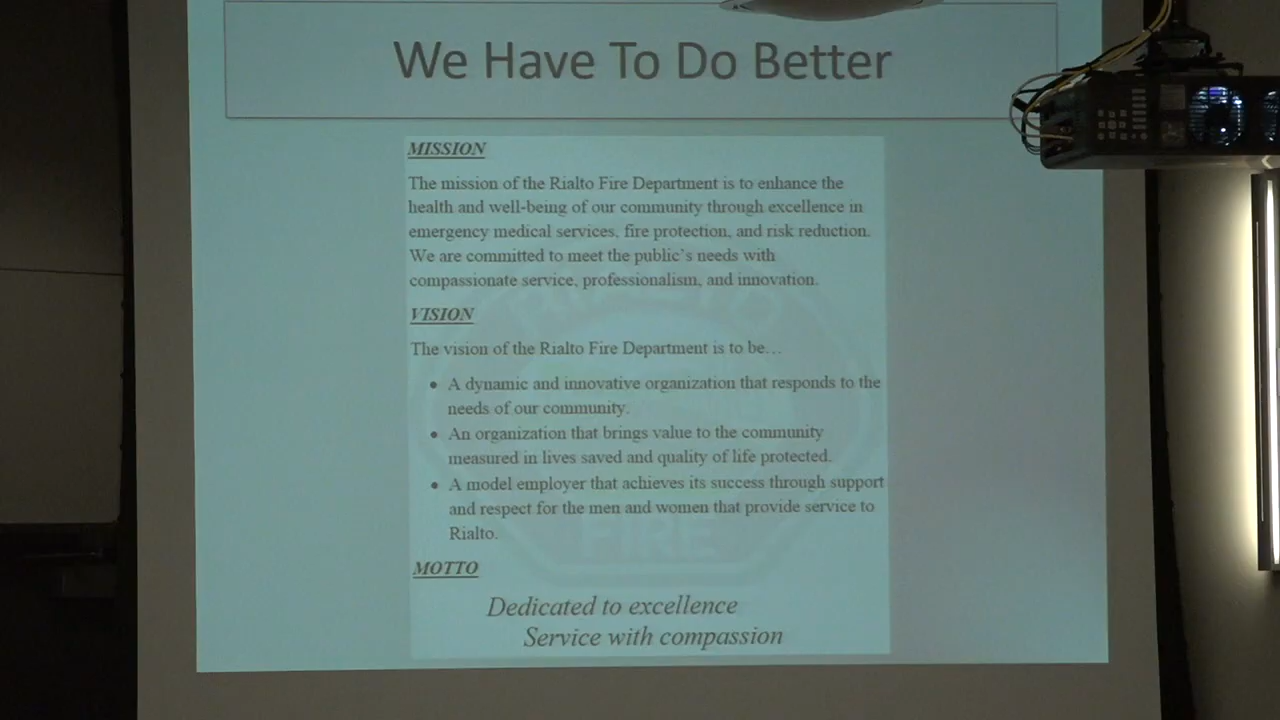 We Have To Do Better
MISSION
The mission of the Rialto Fire Department is to enhance the
health and well-being of our community through excellence in
emergency medical services, fire protection, and risk reduction.
We are committed to meet the public's needs with
compassionate service, professionalism, and innovation.
VISION
The vision of the Rialto Fire Department is to be…
• A dynamic and innovative organization that responds to the
needs of our community.
• An organization that brings value to the community
measured in lives saved and quality of life protected.
• A model employer that achieves its success through support
and respect for the men and women that provide service to
Rialto.
FIRE
MOTTO
Dedicated to excellence
Service with compassion